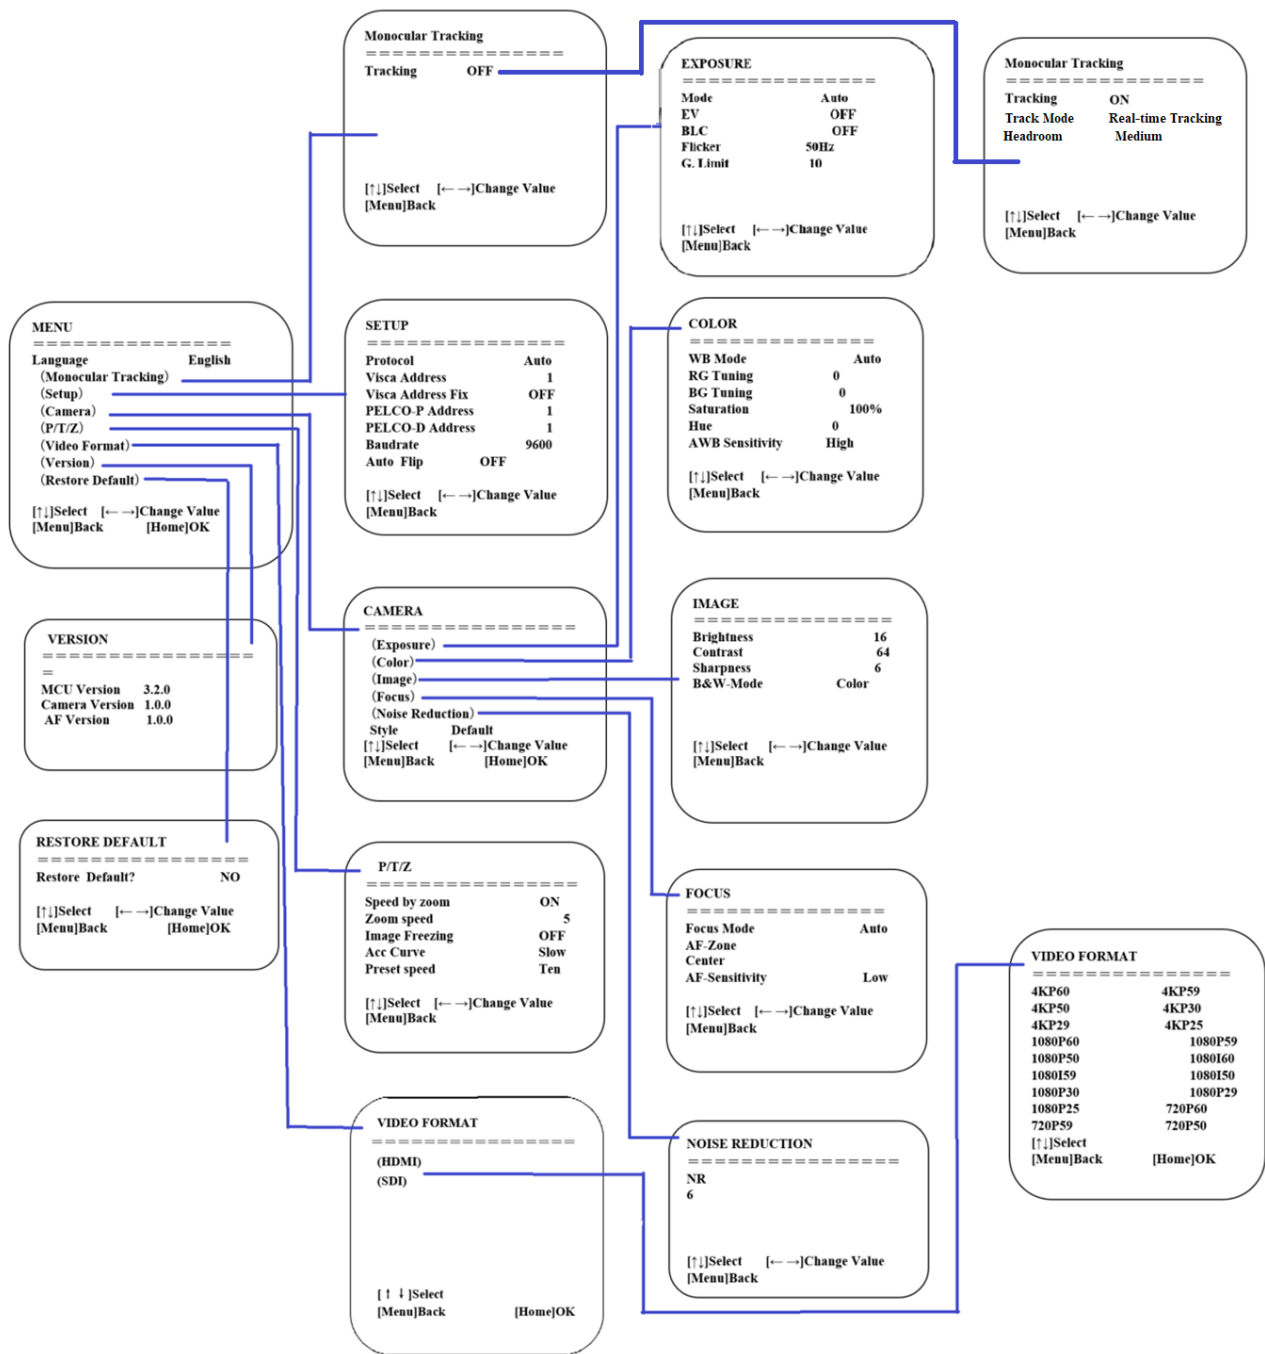 Monocular Tracking
===============
Tracking OFF
[↑↓]Select [←→]Change Value
[Menu]Back
EXPOSURE
===============
Mode Auto
EV OFF
BLC OFF
Flicker 50Hz
G. Limit 10
[↑↓]Select [←→]Change Value
[Menu]Back
Monocular Tracking
===============
Tracking ON
Track Mode Real-time Tracking
Headroom Medium
[↑↓]Select [←→]Change Value
[Menu]Back
MENU
===============
Language English
(Monocular Tracking)
(Setup)
(Camera)
(P/T/Z)
(Video Format)
(Version)
(Restore Default)
[↑↓]Select [←→]Change Value
[Menu]Back [Home]OK
SETUP
===============
Protocol Auto
Visca Address 1
Visca Address Fix OFF
PELCO-P Address 1
PELCO-D Address 1
Baudrate 9600
Auto Flip OFF
[↑↓]Select [←→]Change Value
[Menu]Back
COLOR
==============
WB Mode Auto
RG Tuning 0
BG Tuning 0
Saturation 100%
Hue 0
AWB Sensitivity High
[↑↓]Select [←→]Change Value
[Menu]Back
VERSION
================
=
MCU Version 3.2.0
Camera Version 1.0.0
AF Version 1.0.0
CAMERA
================
(Exposure)
(Color)
(Image)
(Focus)
(Noise Reduction)
Style Default
[↑↓]Select [←→]Change Value
[Menu]Back [Home]OK
IMAGE
===============
Brightness 16
Contrast 64
Sharpness 6
B&W-Mode Color
[↑↓]Select [←→]Change Value
[Menu]Back
RESTORE DEFAULT
================
Restore Default? NO
[↑↓]Select [←→]Change Value
[Menu]Back [Home]OK
P/T/Z
================
Speed by zoom ON
Zoom speed 5
Image Freezing OFF
Acc Curve Slow
Preset speed Ten
[↑↓]Select [←→]Change Value
[Menu]Back
FOCUS
===============
Focus Mode Auto
AF-Zone
Center
AF-Sensitivity Low
[↑↓]Select [←→]Change Value
[Menu]Back
VIDEO FORMAT
===============
(HDMI)
(SDI)
[↑↓]Select
[Menu]Back [Home]OK
NOISE REDUCTION
================
NR
6
[↑↓]Select [←→]Change Value
[Menu]Back
VIDEO FORMAT
===============
4KP60 4KP59
4KP50 4KP30
4KP29 4KP25
1080P60 1080P59
1080P50 1080I60
1080I59 1080I50
1080P30 1080P29
1080P25 720P60
720P59 720P50
[↑↓]Select
[Menu]Back [Home]OK